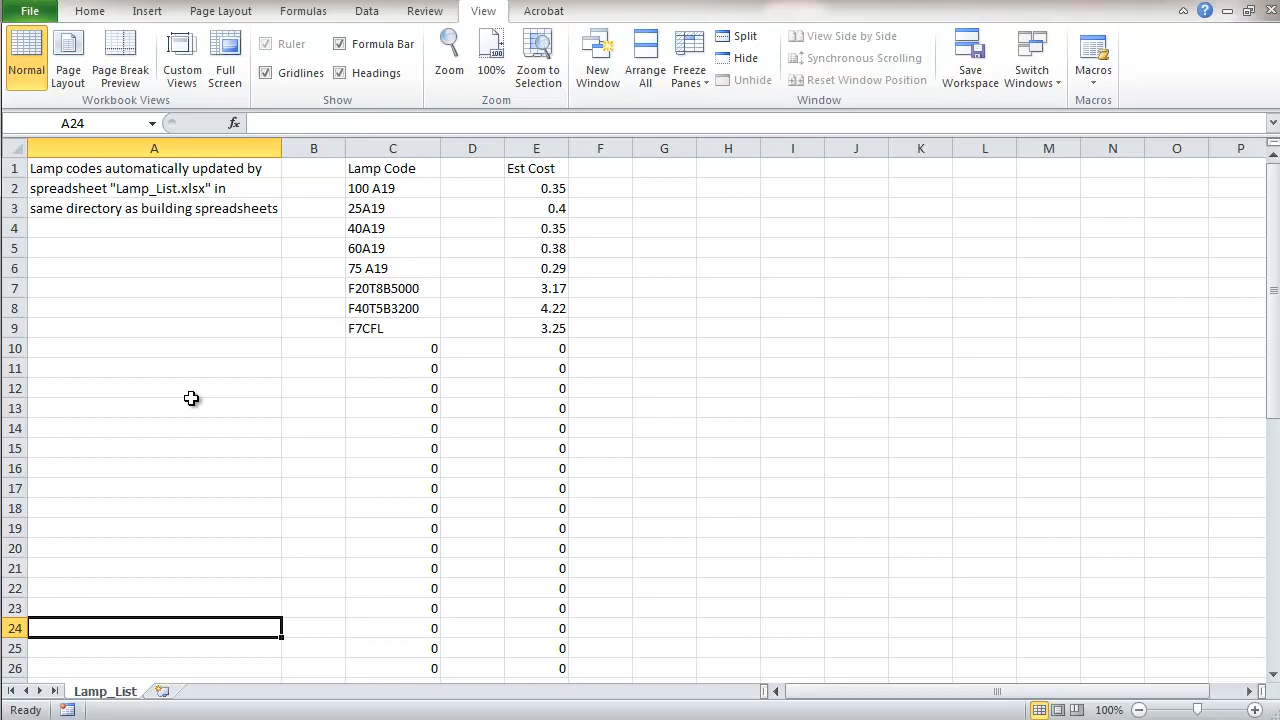 File Home Insert Page Layout Formulas Data Review View Acrobat
Normal Page Layout Page Break Preview Custom Views Full Screen
Workbook Views
Ruler Formula Bar
Gridlines Headings
Show
Zoom 100% Zoom to Selection
Zoom
New Window Arrange All Freeze Panes
Split View Side by Side
Hide Synchronous Scrolling
Unhide Reset Window Position
Save Workspace Switch Windows
Window
Macros
Macros
A24 fx
A B C D E F G H I J K L M N O P
1 Lamp codes automatically updated by Lamp Code Est Cost
2 spreadsheet "Lamp_List.xlsx" in 100 A19 0.35
3 same directory as building spreadsheets 25A19 0.4
4 40A19 0.35
5 60A19 0.38
6 75 A19 0.29
7 F20T8B5000 3.17
8 F40T5B3200 4.22
9 F7CFL 3.25
10 0 0
11 0 0
12 0 0
13 0 0
14 0 0
15 0 0
16 0 0
17 0 0
18 0 0
19 0 0
20 0 0
21 0 0
22 0 0
23 0 0
24 0 0
25 0 0
26 0 0
Lamp_List
Ready 100%